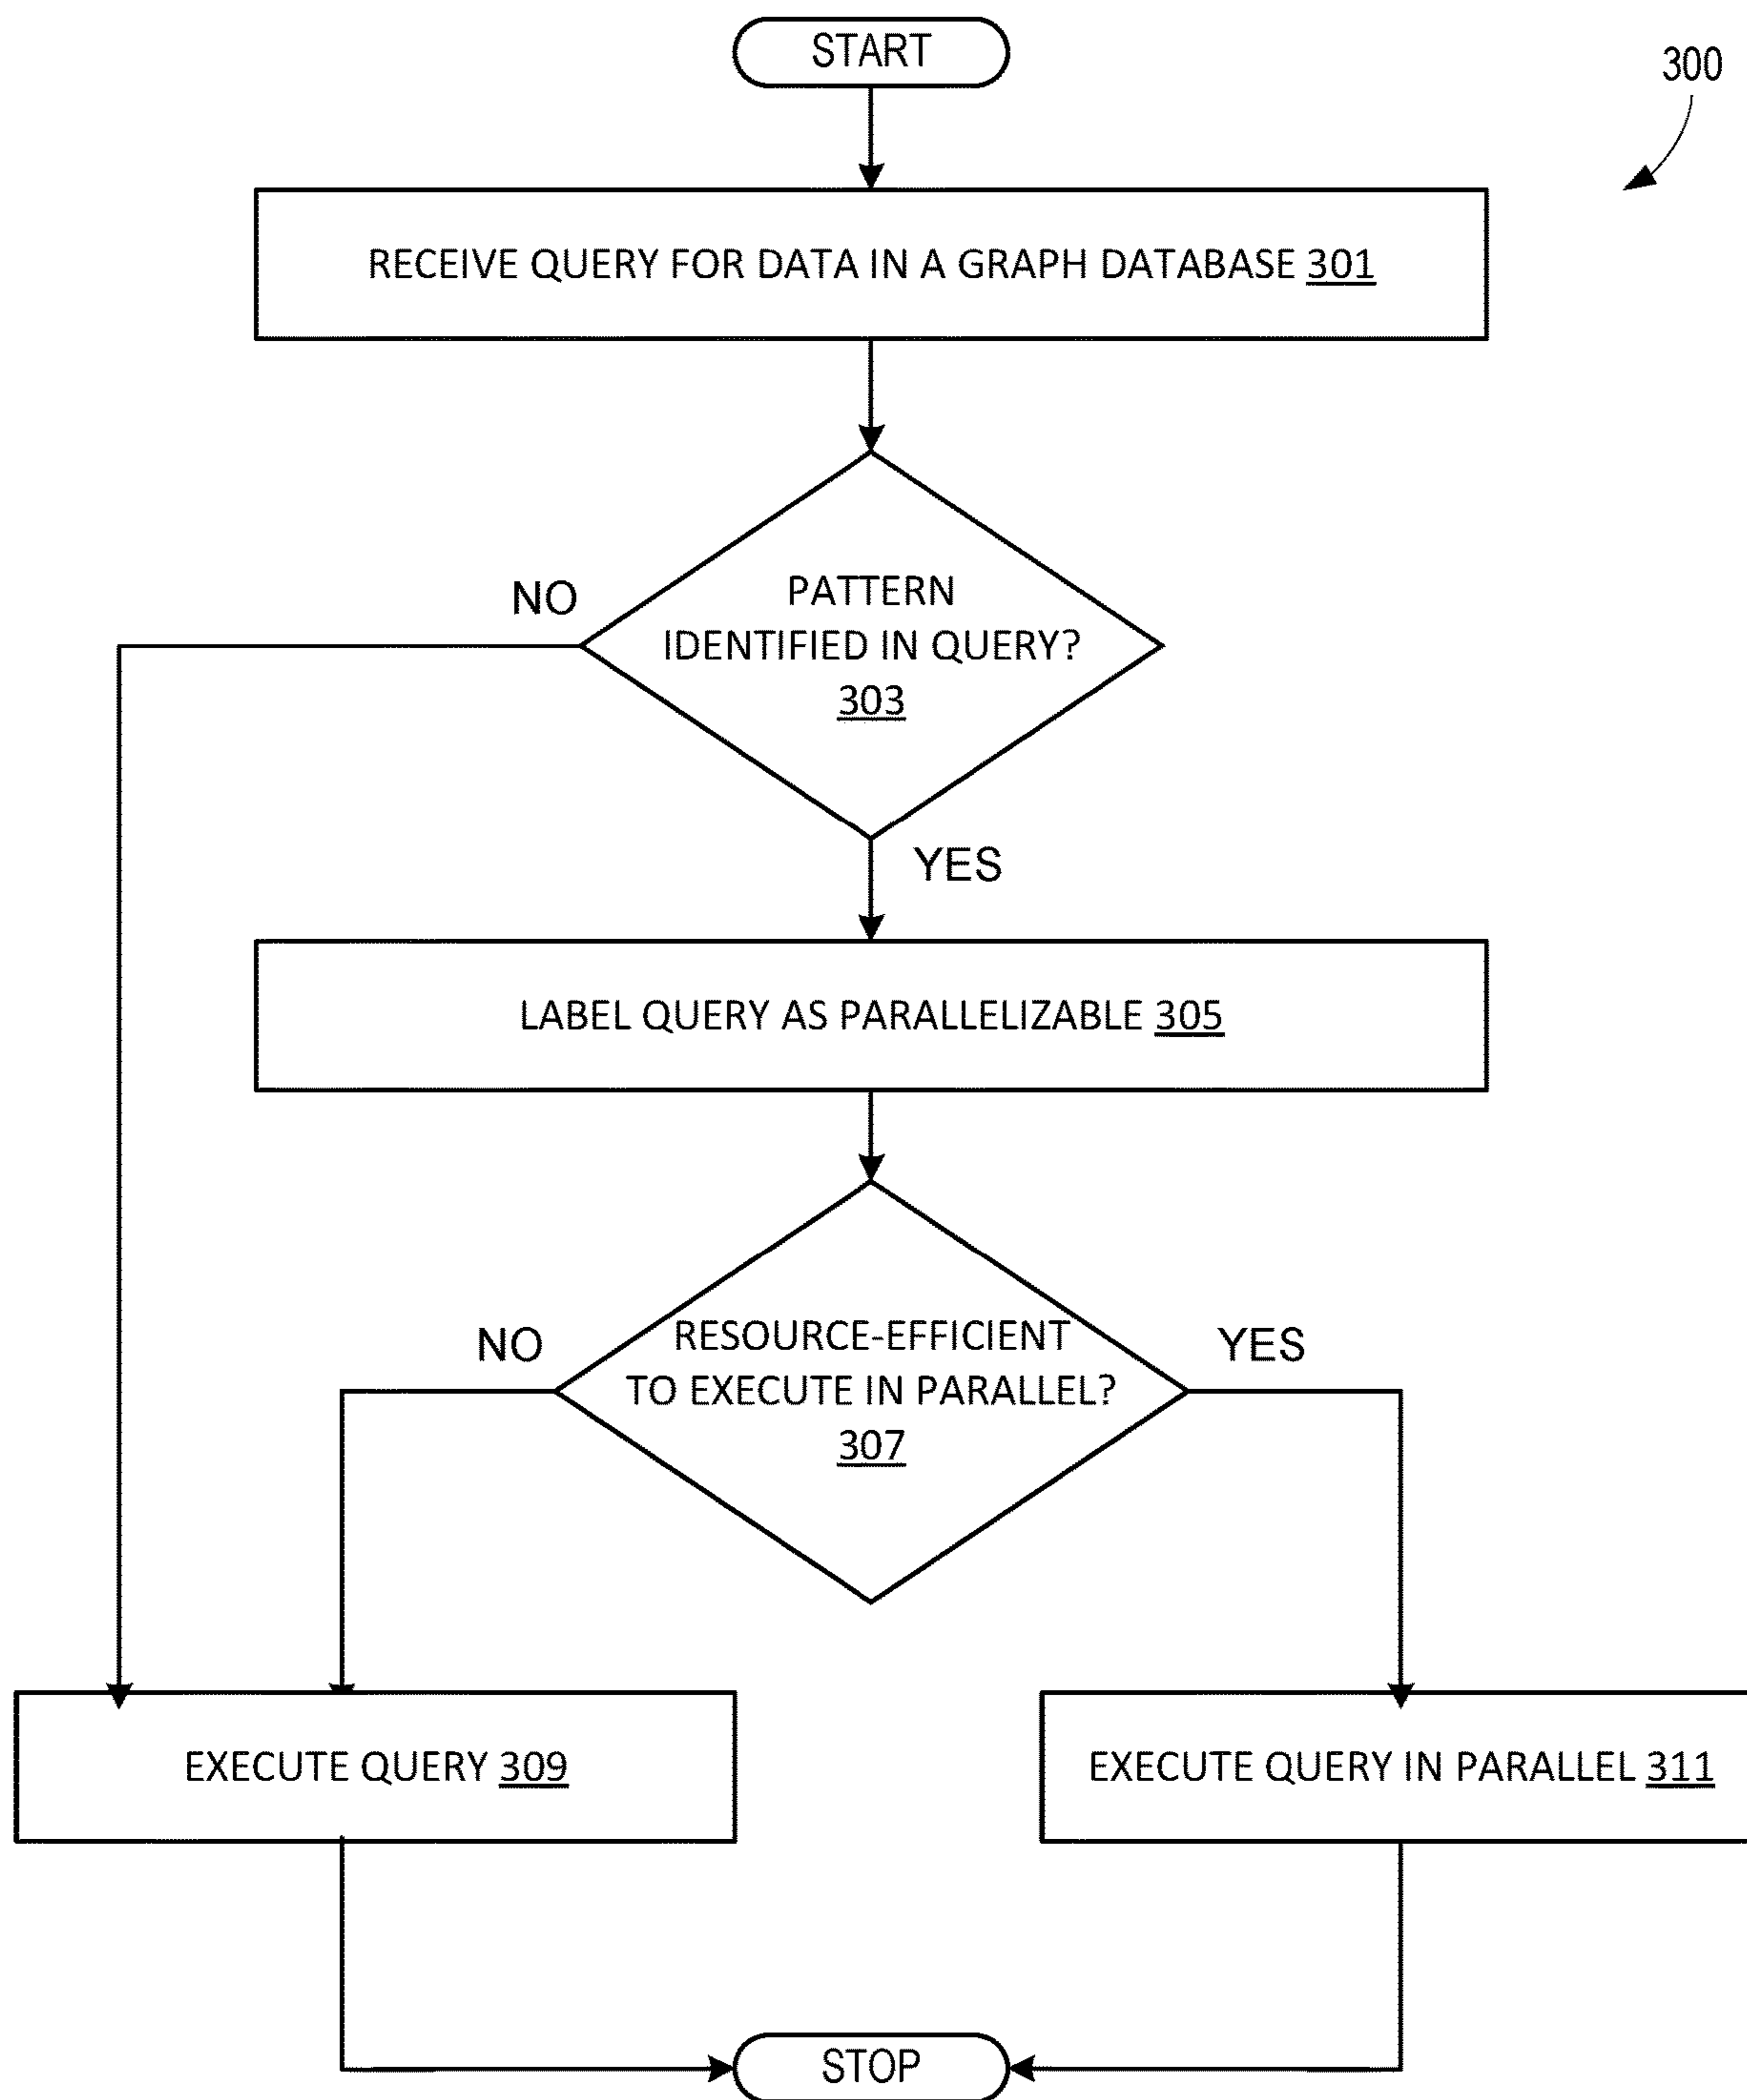 START
300
RECEIVE QUERY FOR DATA IN A GRAPH DATABASE 301
NO
PATTERN
IDENTIFIED IN QUERY?
303
YES
LABEL QUERY AS PARALLELIZABLE 305
NO
RESOURCE-EFFICIENT
TO EXECUTE IN PARALLEL?
307
YES
EXECUTE QUERY 309
EXECUTE QUERY IN PARALLEL 311
STOP